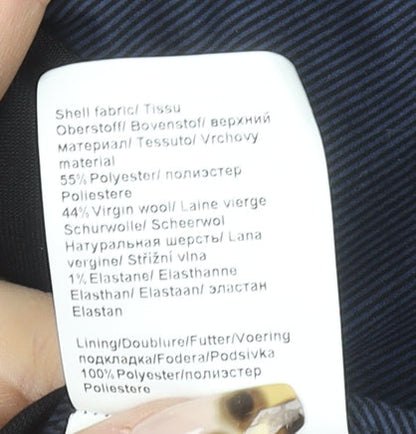 Shell fabric/ Tissu
Oberstoff/ Bovenstof/ верхний
материал/ Tessuto/ Vrchovy
material
55% Polyester/ полиэстер
Poliestere
44% Virgin wool/ Laine vierge
Schurwolle/ Scheerwol
Натуральная шерсть/ Lana
vergine/ Střižní vlna
1% Elastane/ Elasthanne
Elasthan/ Elastaan/ эластан
Elastan
Lining/Doublure/Futter/Voering
подкладка/Fodera/Podsivka
100% Polyester/полиэстер
Poliestere